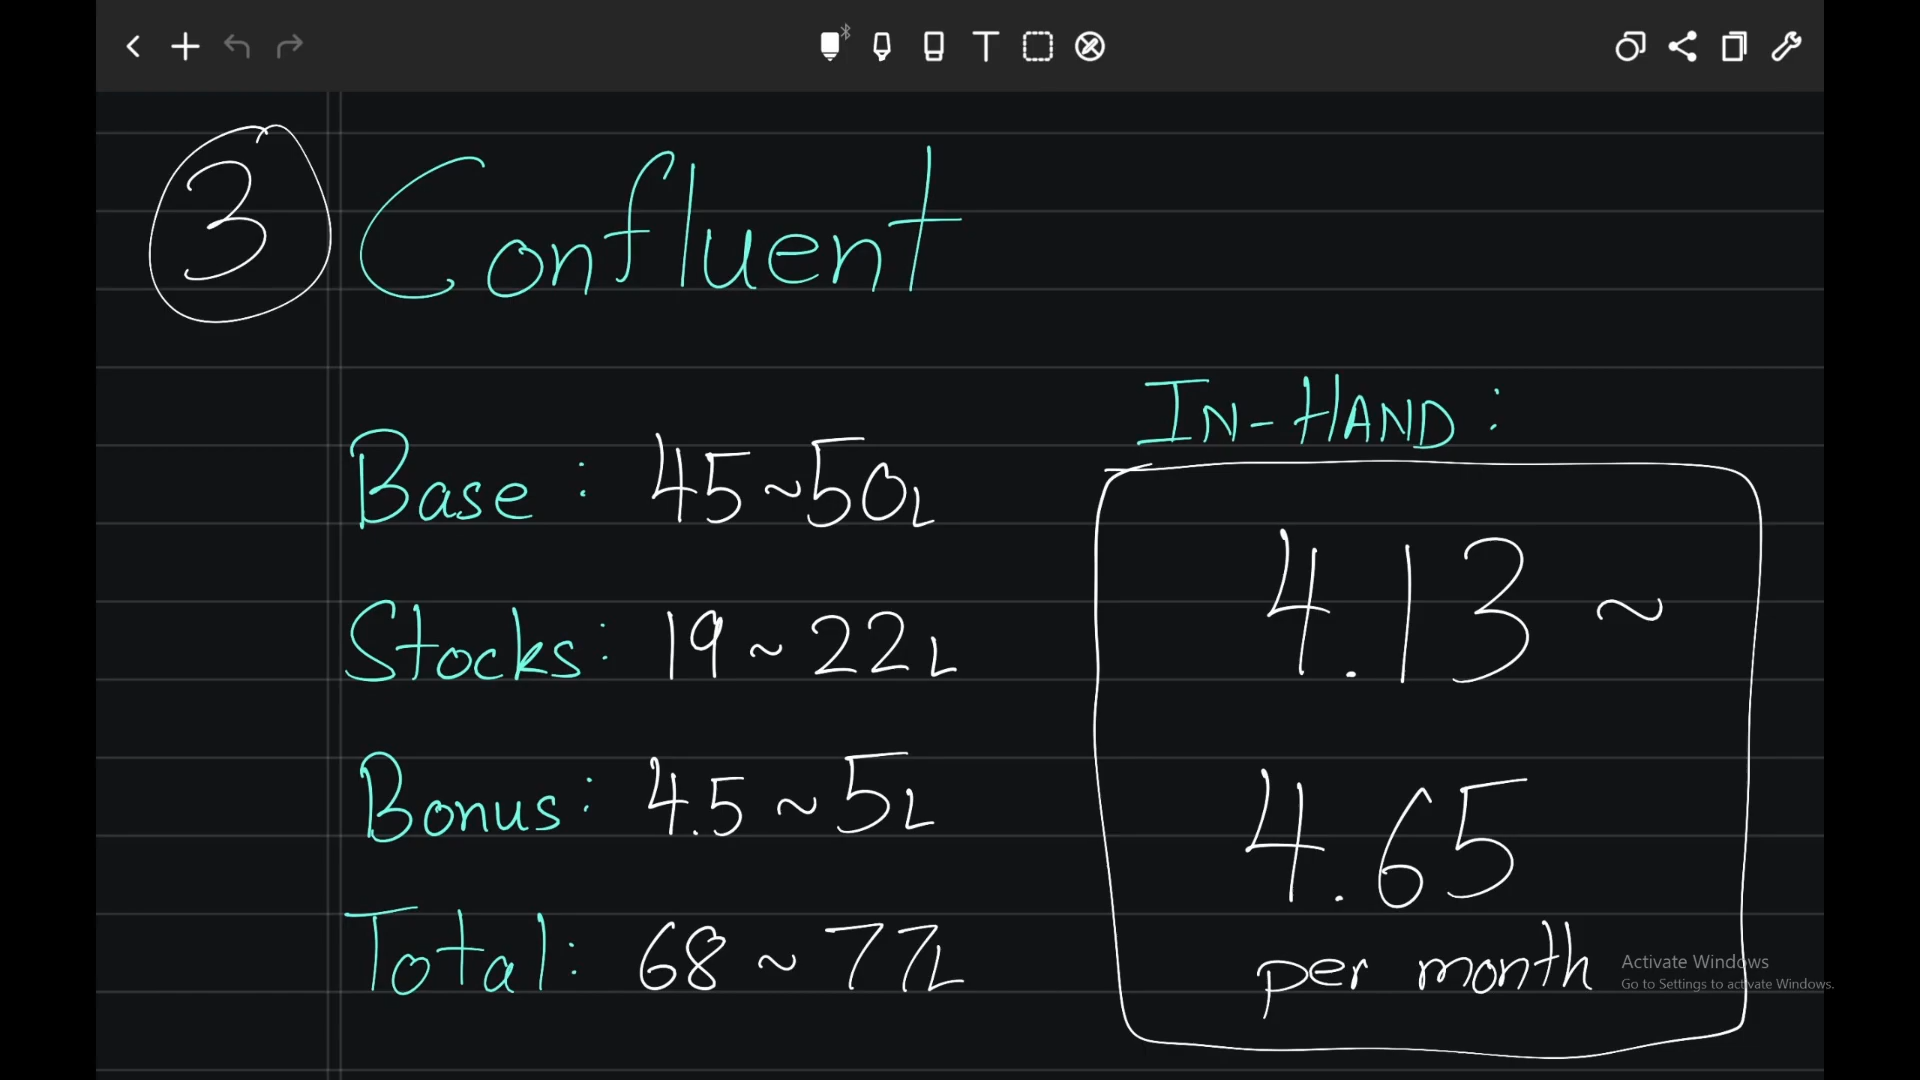 3 Confluent
IN-HAND:
Base: 45~50L
4.13 ~
Stocks: 19~22L
Bonus: 4.5~5L
4.65
Total: 68~77L
per month
Activate Windows
Go to Settings to activate Windows.